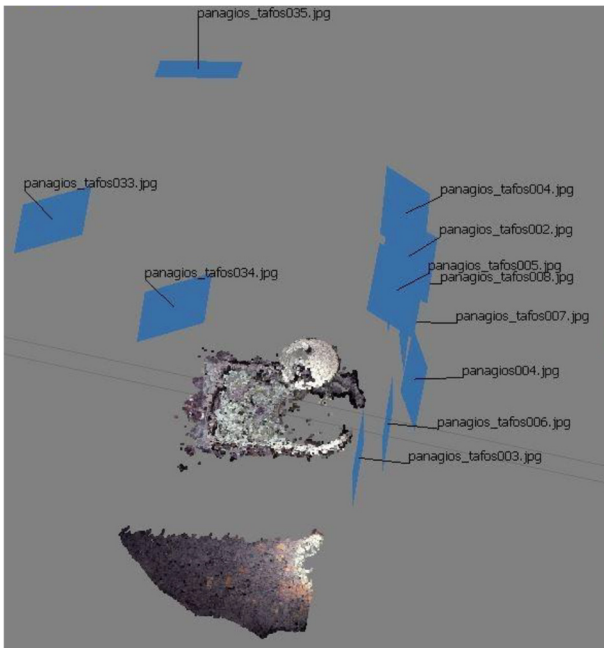 panagios_tafos035.jpg
panagios_tafos033.jpg
panagios_tafos004.jpg
panagios_tafos002.jpg
panagios_tafos005.jpg
panagios_tafos008.jpg
panagios_tafos034.jpg
panagios_tafos007.jpg
panagios004.jpg
panagios_tafos006.jpg
panagios_tafos003.jpg